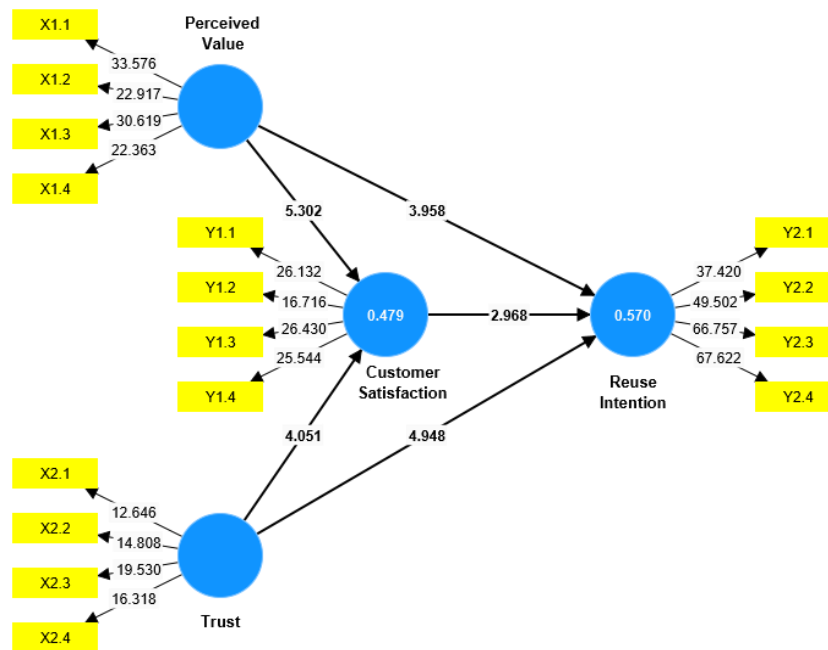 X1.1
X1.2
X1.3
X1.4
33.576
22.917
30.619
22.363
Perceived
Value
5.302
3.958
Y1.1
Y1.2
Y1.3
Y1.4
26.132
16.716
26.430
25.544
0.479
Customer
Satisfaction
2.968
0.570
Reuse
Intention
37.420
49.502
66.757
67.622
Y2.1
Y2.2
Y2.3
Y2.4
4.051
4.948
X2.1
X2.2
X2.3
X2.4
12.646
14.808
19.530
16.318
Trust